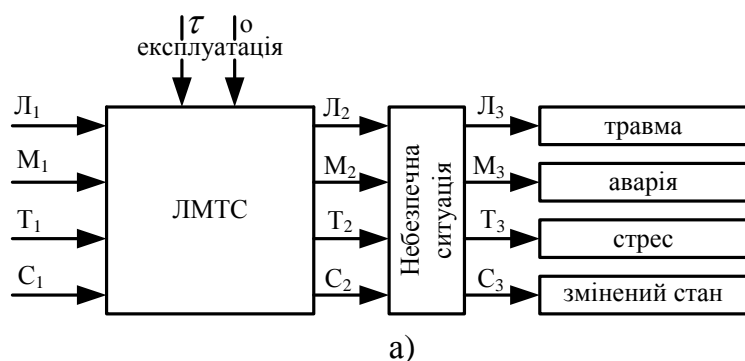 τ о
експлуатація
Л₁ Л₂ Л₃ травма
М₁ М₂ М₃ аварія
ЛМТС
Небезпечна
ситуація
Т₁ Т₂ Т₃ стрес
С₁ С₂ С₃ змінений стан
а)